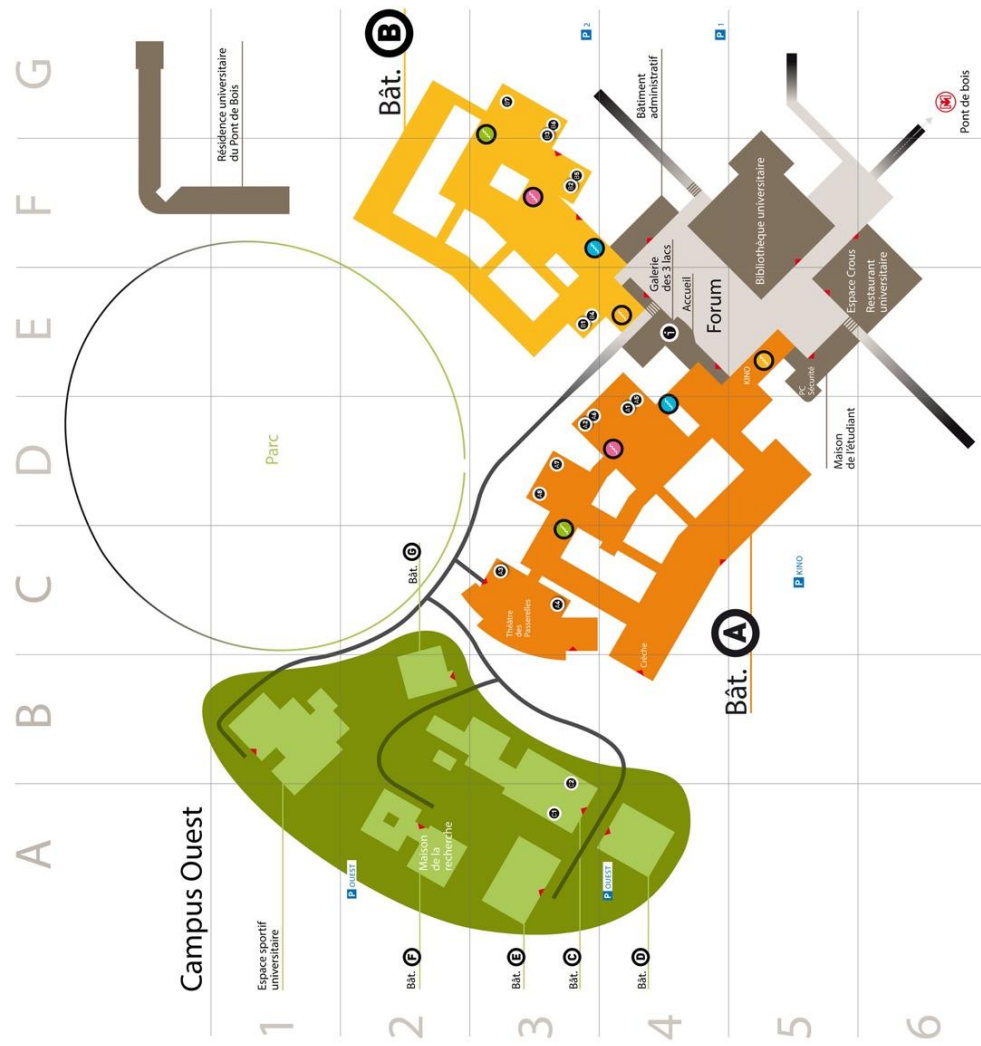 A B C D E F G
1
2
3
4
5
6
Campus Ouest
Espace sportif
universitaire
Parc
Résidence universitaire
du Pont de Bois
P OUEST
Bât. F
Maison
de la
recherche
Bât. G
Bât. B
Bât. E
Bât. C
C1
C2
Bât. D
P OUEST
Théâtre
des
Passerelles
B7
P 2
Crèche
i
Galerie
des 3 lacs
Accueil
Forum
Bâtiment
administratif
P 1
Bât. A
KINO
Bibliothèque universitaire
P KINO
PC
Sécurité
Maison
de l'étudiant
Espace Crous
Restaurant
universitaire
M
Pont de bois